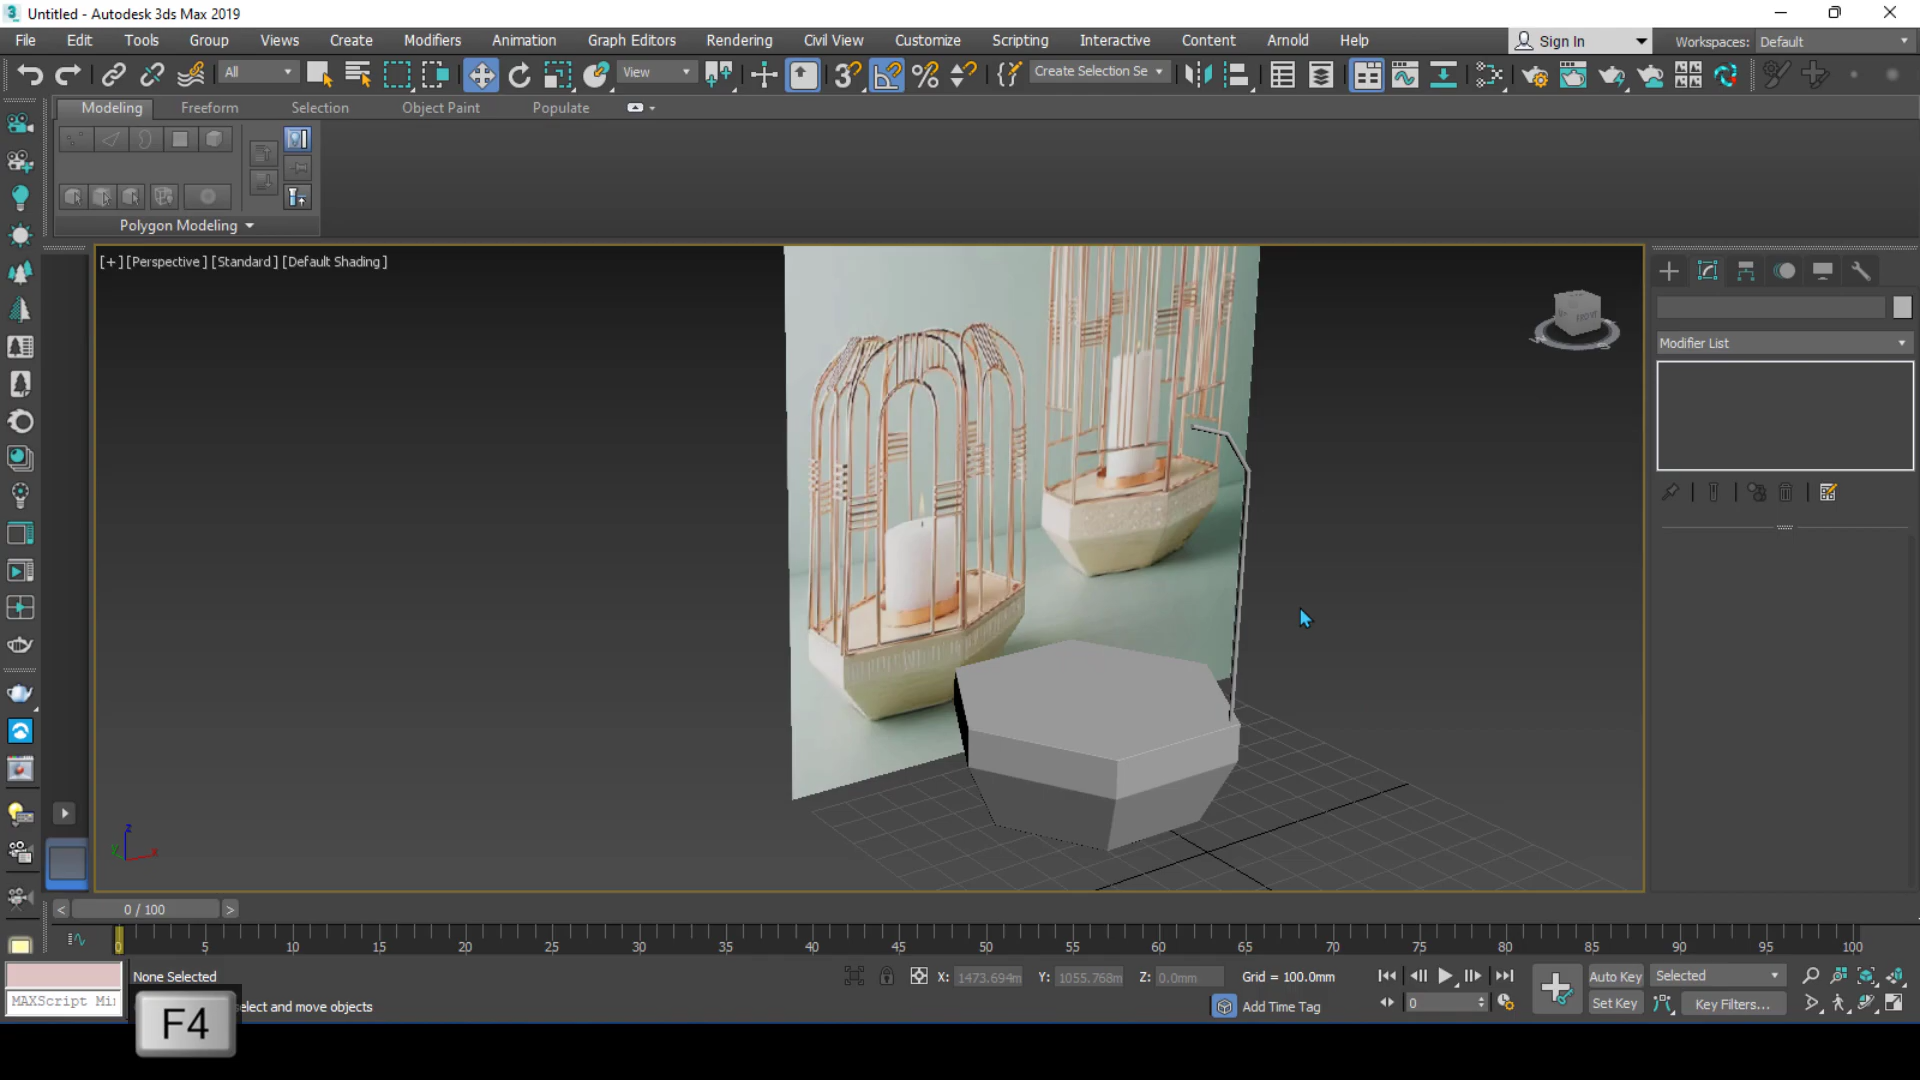 Untitled - Autodesk 3ds Max 2019
File Edit Tools Group Views Create Modifiers Animation Graph Editors Rendering Civil View Customize Scripting Interactive Content Arnold Help Sign In Workspaces: Default
All View Create Selection Se
Modeling Freeform Selection Object Paint Populate
Polygon Modeling
[+] [Perspective] [Standard] [Default Shading]
Modifier List
z
x
0 / 100
0 5 10 15 20 25 30 35 40 45 50 55 60 65 70 75 80 85 90 95 100
None Selected X: 1473.694m Y: 1055.768m Z: 0.0mm Grid = 100.0mm Auto Key Selected
MAXScript Mi
elect and move objects Add Time Tag 0 Set Key Key Filters...
F4